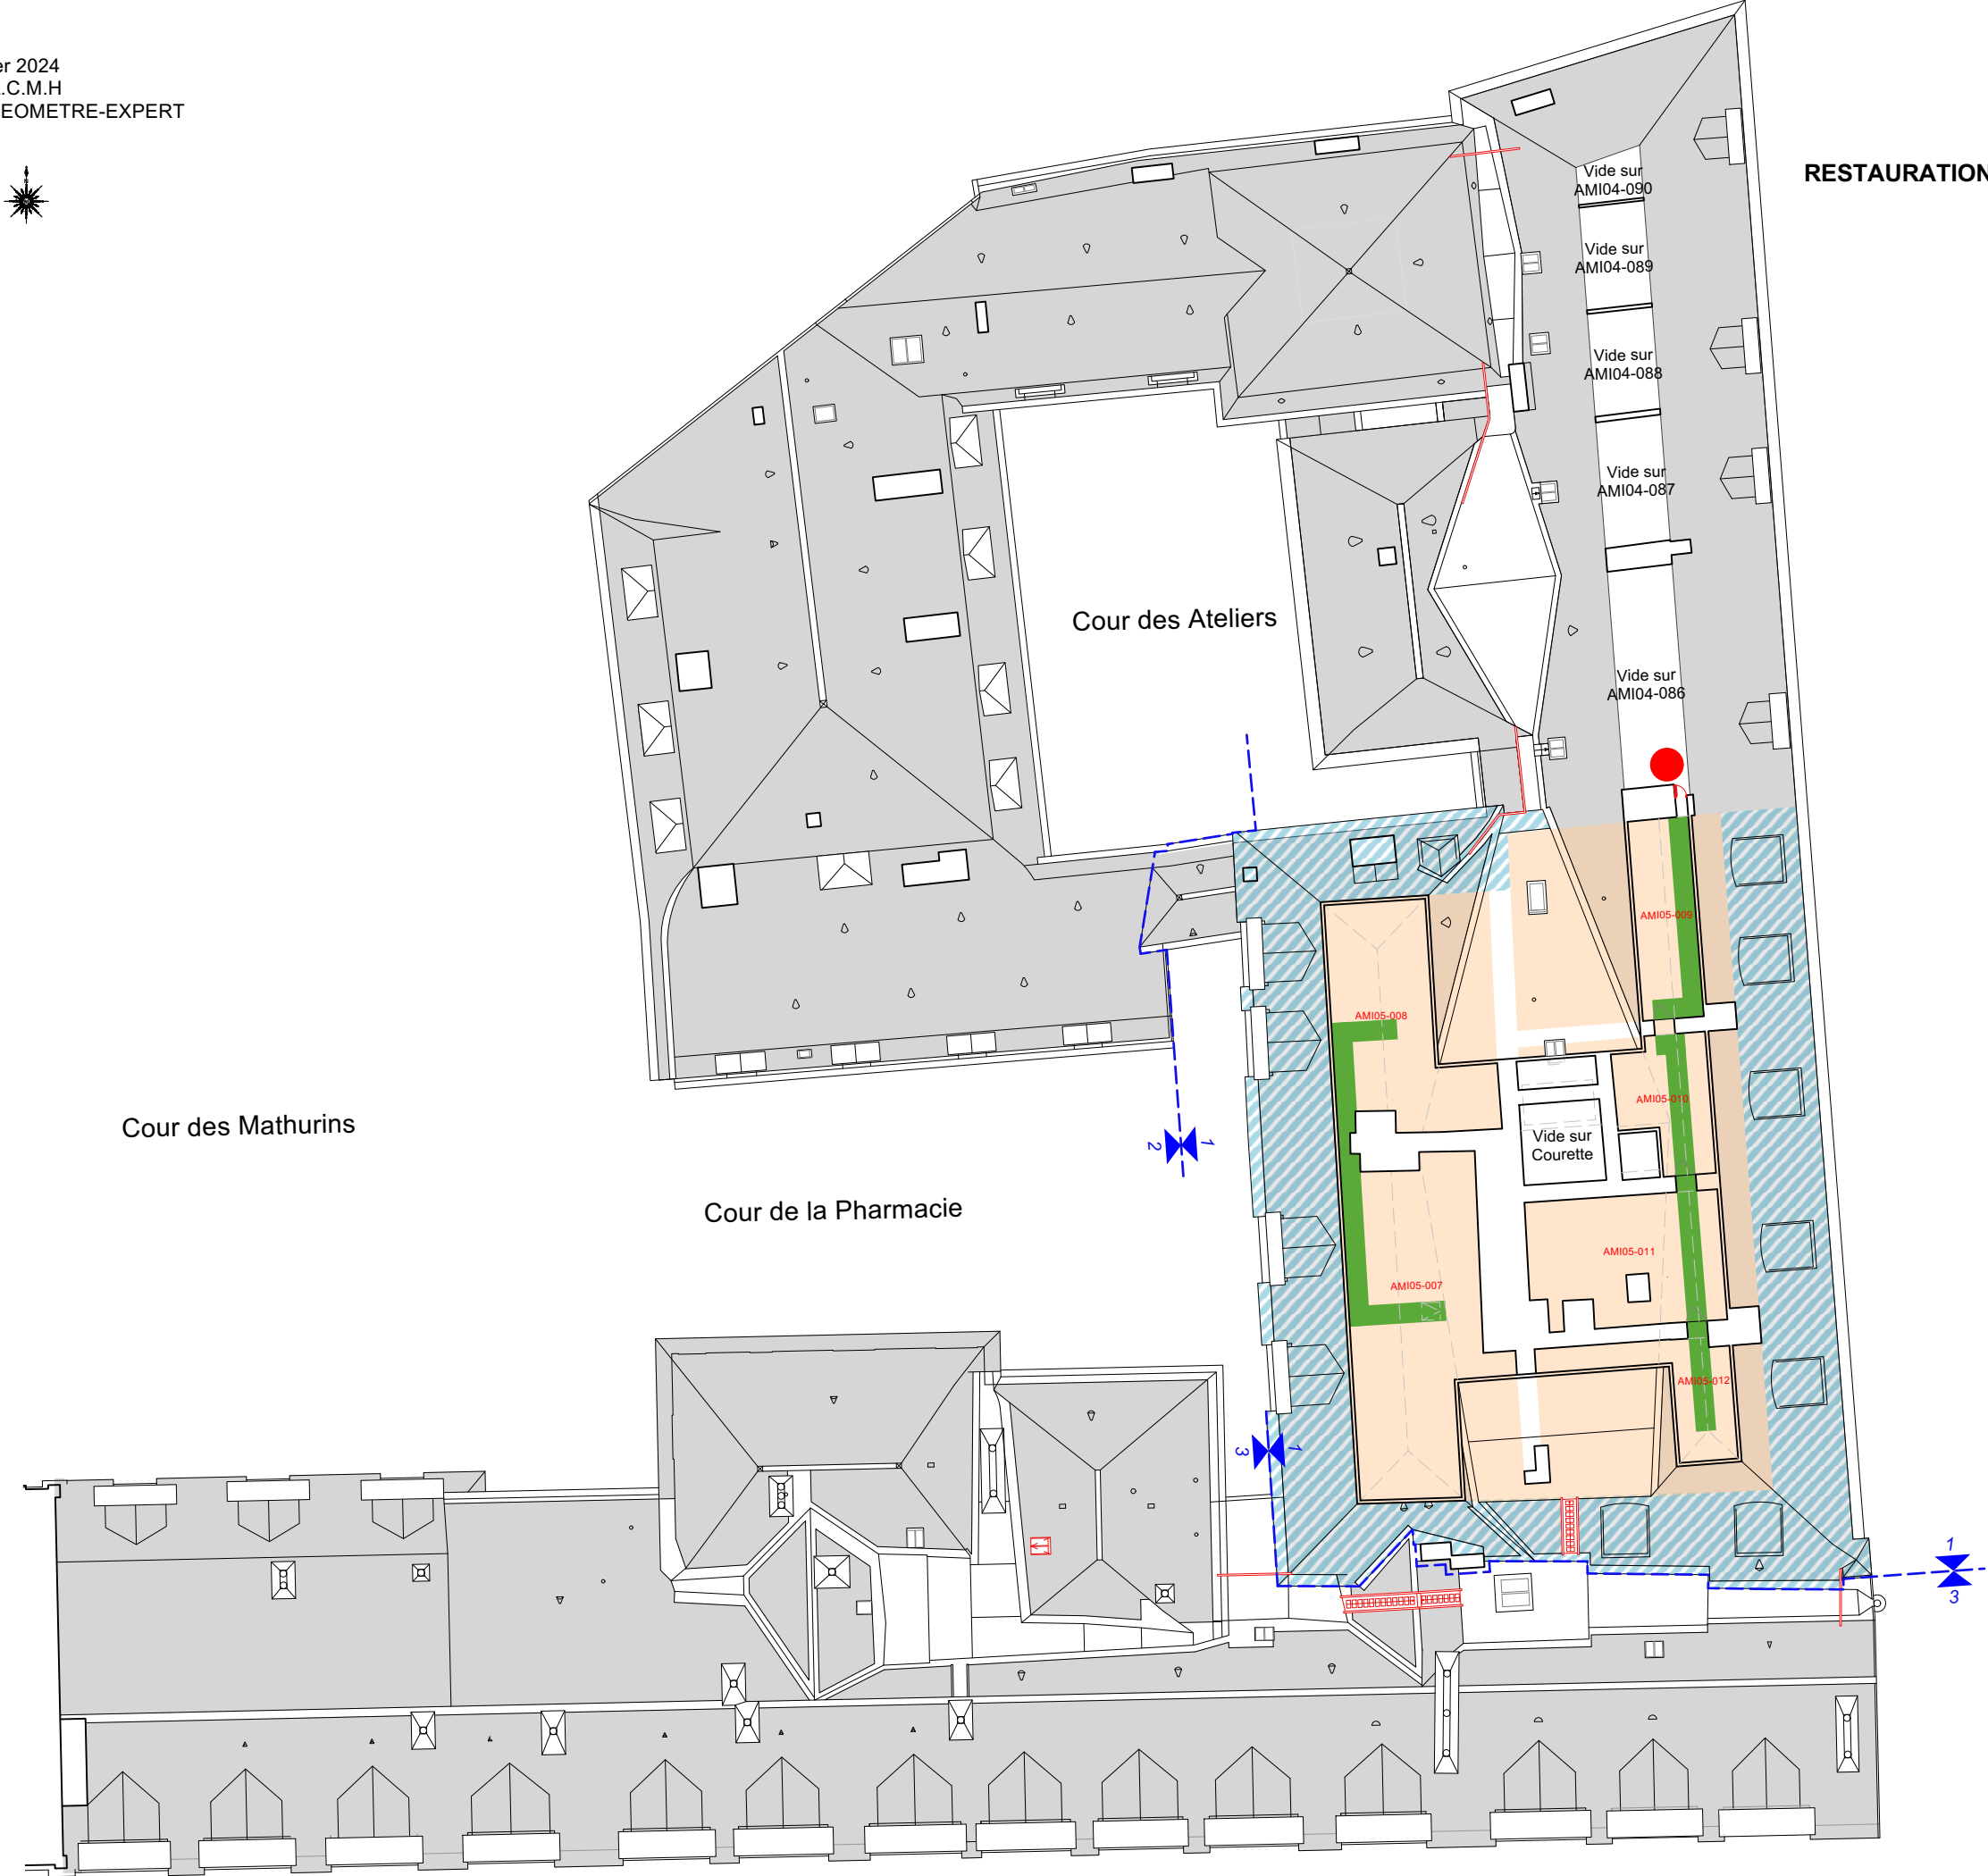 er 2024
.C.M.H
EOMETRE-EXPERT
RESTAURATION
Vide sur
AMI04-090
Vide sur
AMI04-089
Vide sur
AMI04-088
Vide sur
AMI04-087
Cour des Ateliers
Vide sur
AMI04-086
AMI05-009
AMI05-008
AMI05-010
Cour des Mathurins
Vide sur
Courette
2
1
Cour de la Pharmacie
AMI05-011
AMI05-007
AMI05-012
3
1
1
3